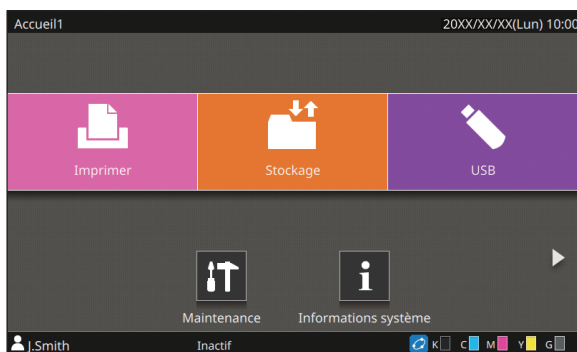 Accueil1 20XX/XX/XX(Lun) 10:00
Imprimer Stockage USB
Maintenance Informations système
J.Smith Inactif K C M Y G